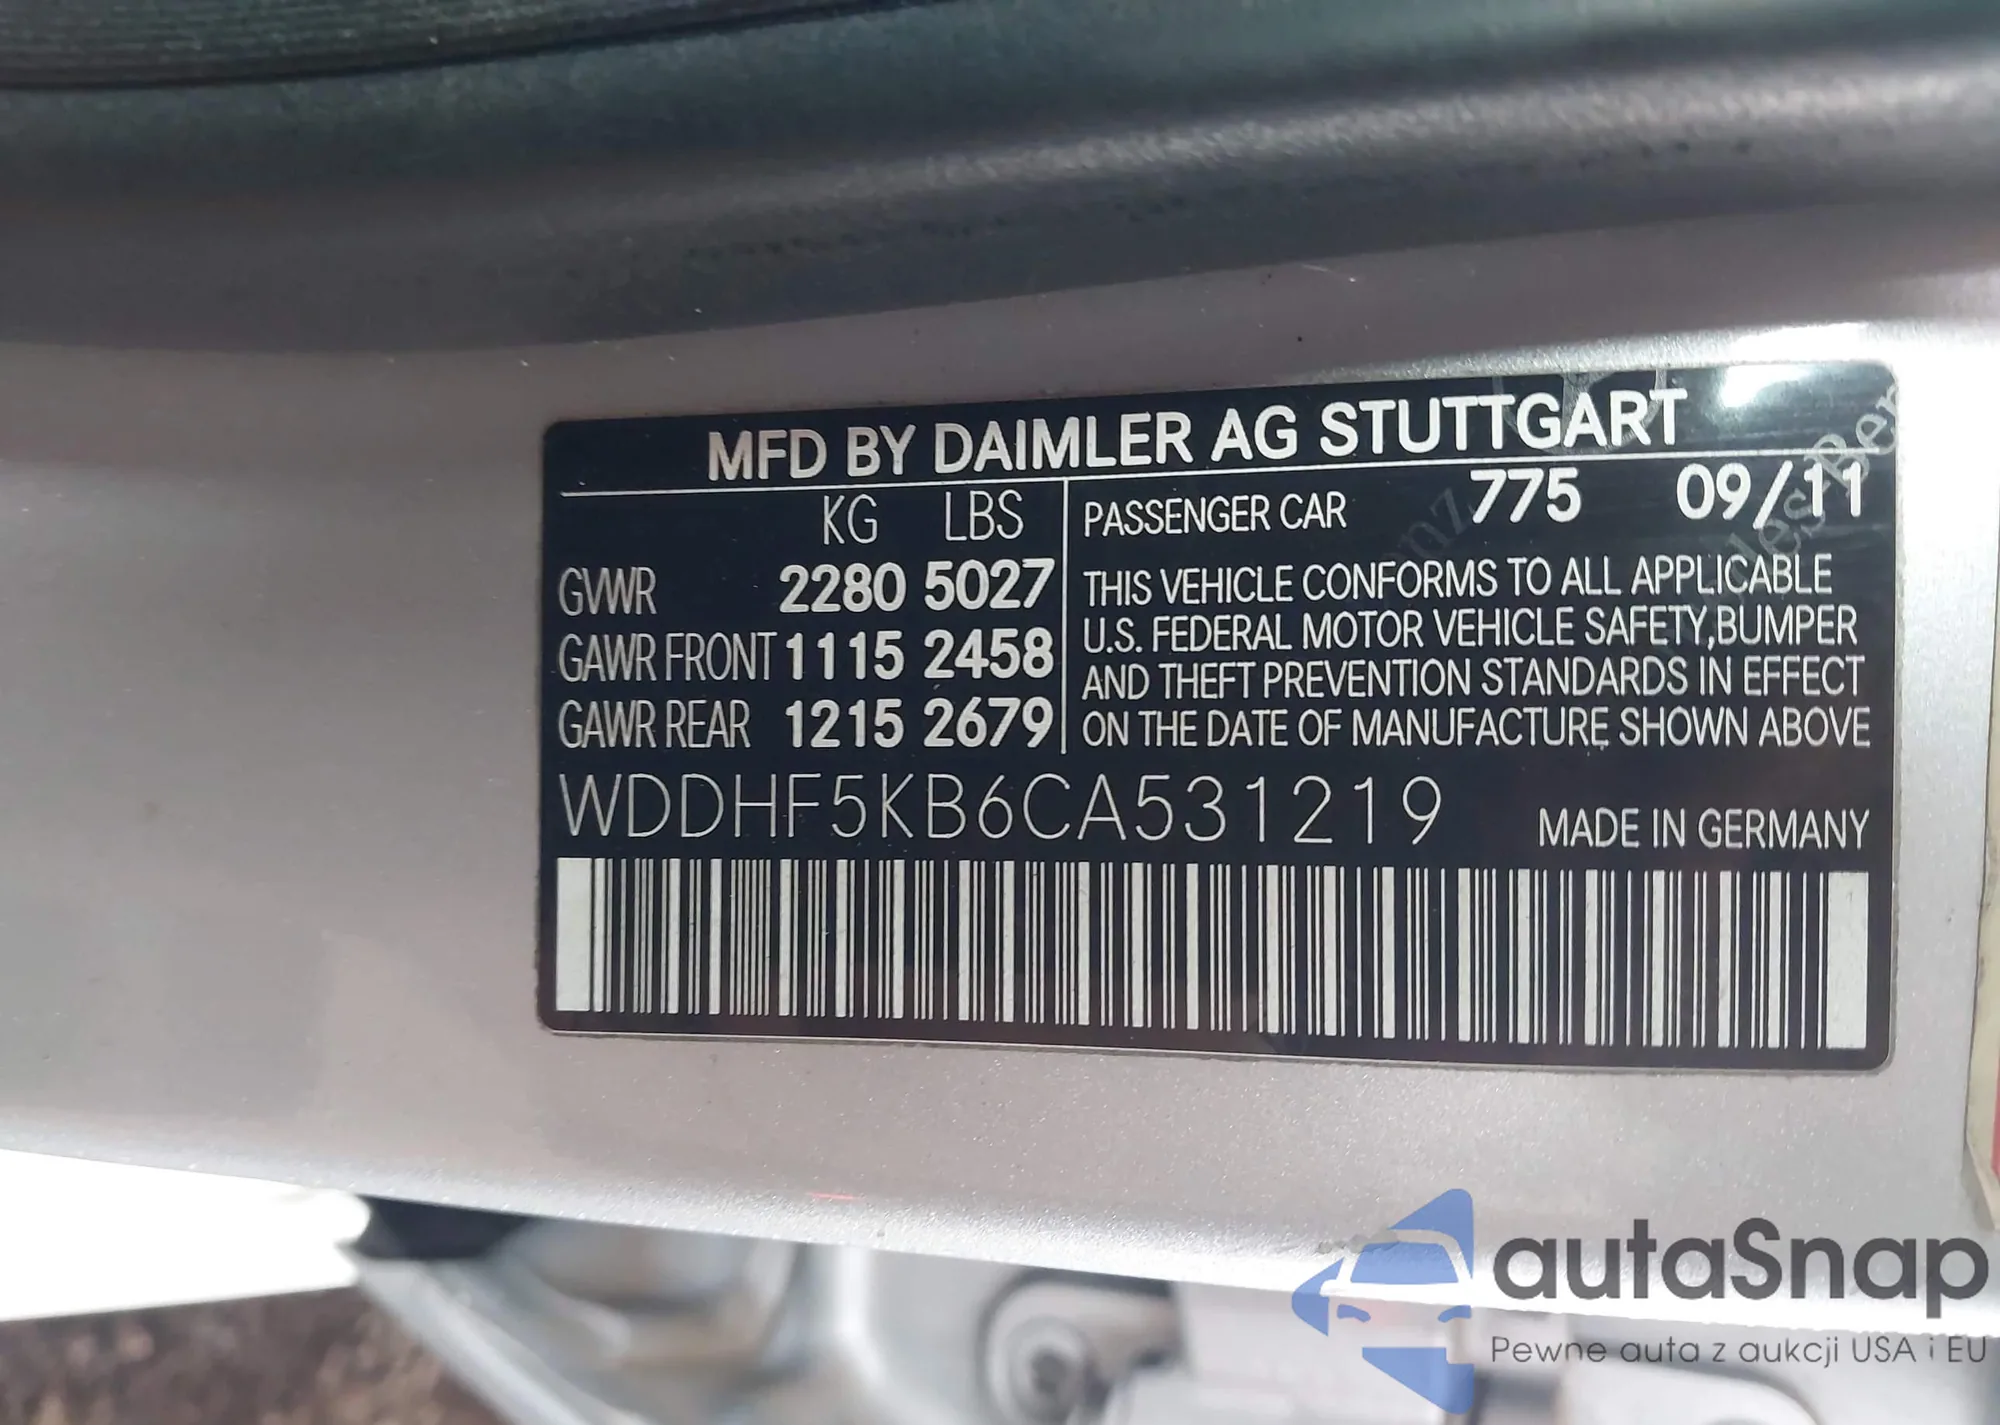 MFD BY DAIMLER AG STUTTGART
KG LBS
GVWR 2280 5027
GAWR FRONT 1115 2458
GAWR REAR 1215 2679
PASSENGER CAR 775 09/11
THIS VEHICLE CONFORMS TO ALL APPLICABLE
U.S. FEDERAL MOTOR VEHICLE SAFETY,BUMPER
AND THEFT PREVENTION STANDARDS IN EFFECT
ON THE DATE OF MANUFACTURE SHOWN ABOVE
WDDHF5KB6CA531219
MADE IN GERMANY
autaSnap
Pewne auta z aukcji USA i EU